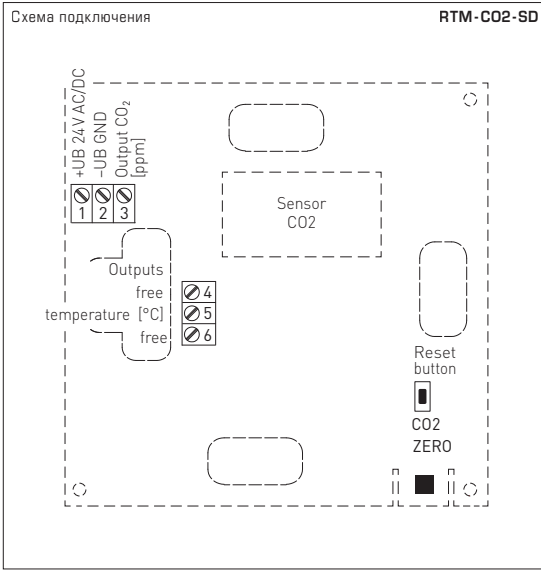 Схема подключения
RTM-CO2-SD
+UB 24 V AC/DC
–UB GND
Output CO₂
[ppm]
1 2 3
Sensor
CO2
Outputs
free 4
temperature [°C] 5
free 6
Reset
button
CO2
ZERO